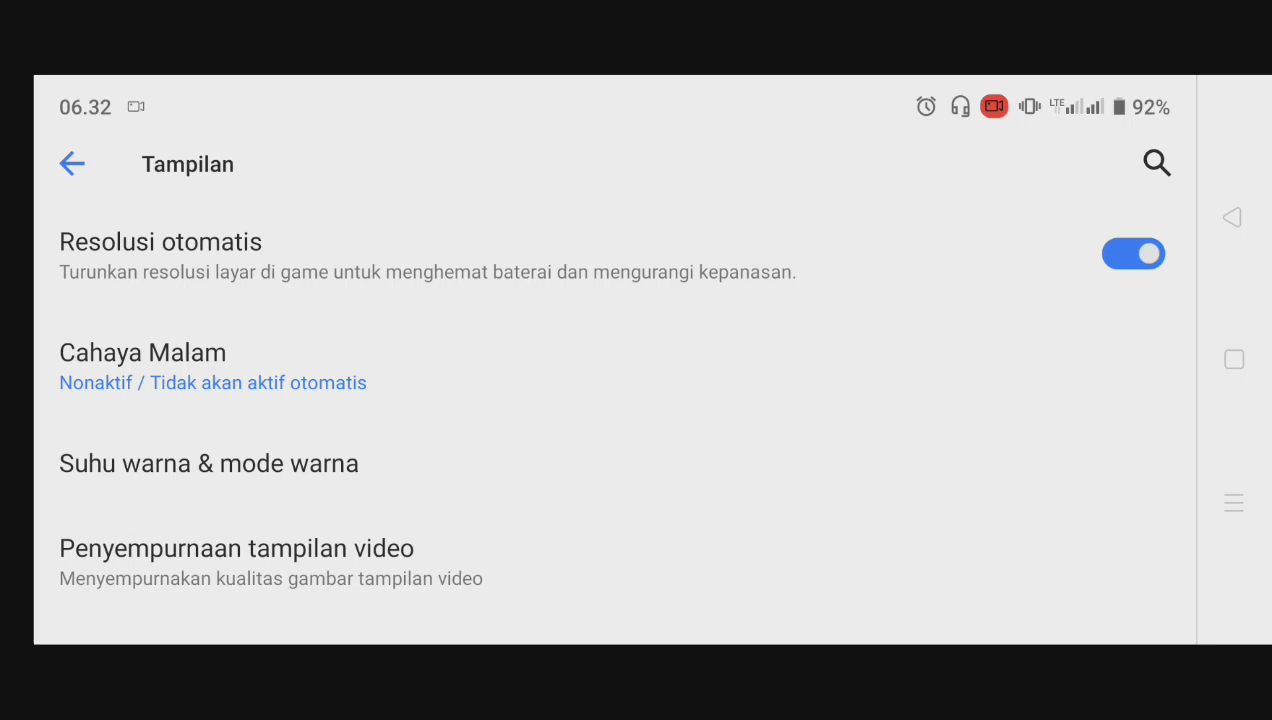 06.32
LTE
92%
Tampilan
Resolusi otomatis
Turunkan resolusi layar di game untuk menghemat baterai dan mengurangi kepanasan.
Cahaya Malam
Nonaktif / Tidak akan aktif otomatis
Suhu warna & mode warna
Penyempurnaan tampilan video
Menyempurnakan kualitas gambar tampilan video